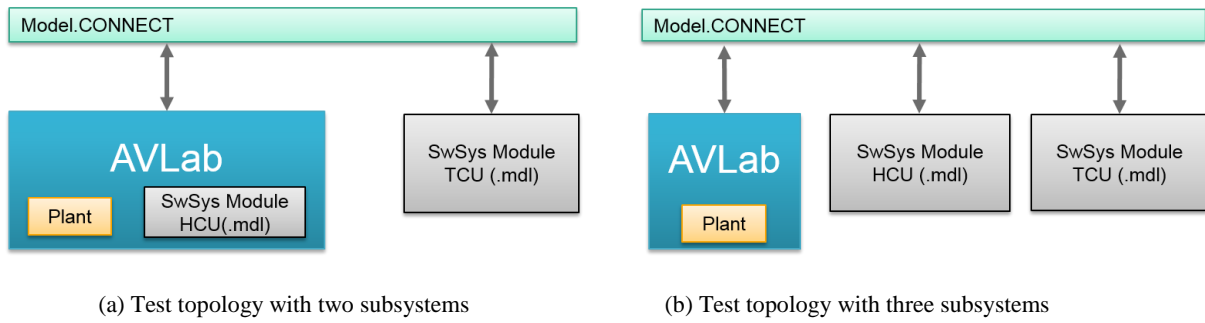 Model.CONNECT
AVLab
Plant
SwSys Module
HCU(.mdl)
SwSys Module
TCU (.mdl)
(a) Test topology with two subsystems
Model.CONNECT
AVLab
Plant
SwSys Module
HCU (.mdl)
SwSys Module
TCU (.mdl)
(b) Test topology with three subsystems